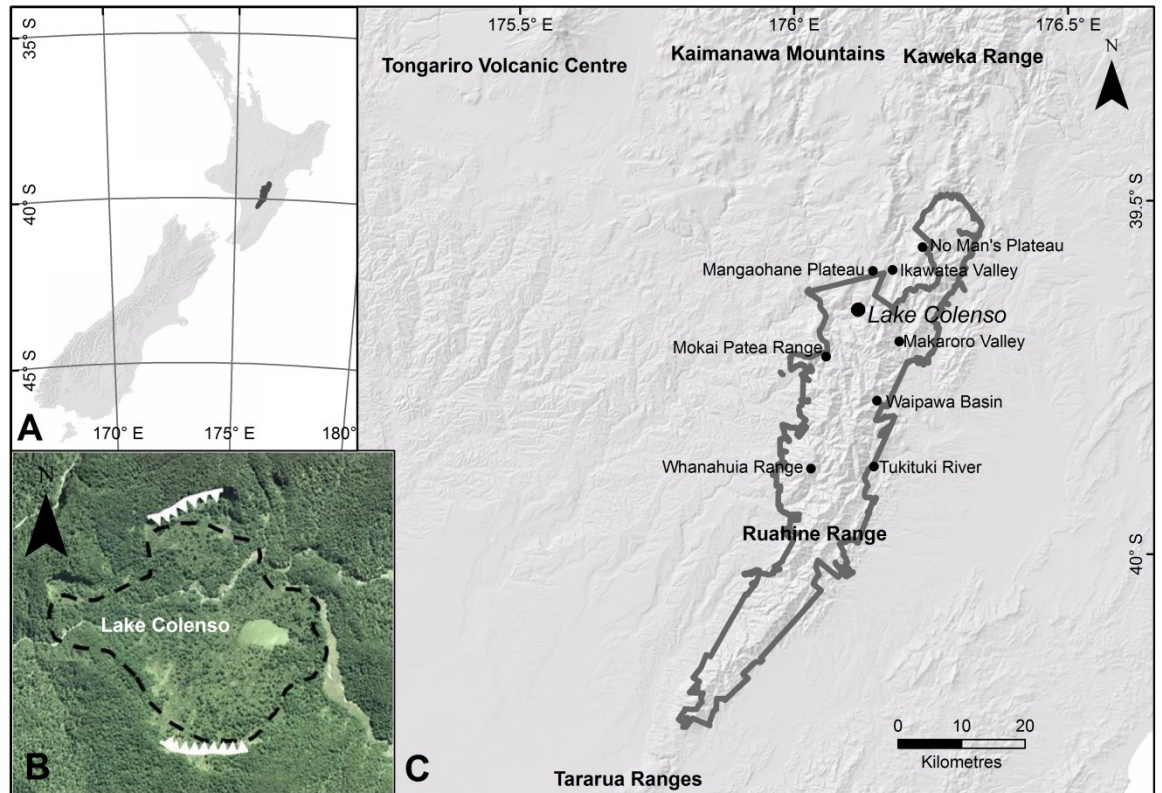 35°S
40°S
45°S
170°E
175°E
180°
A
N
Lake Colenso
B
175.5° E
176° E
176.5° E
N
Tongariro Volcanic Centre
Kaimanawa Mountains
Kaweka Range
39.5° S
No Man's Plateau
Mangaohane Plateau
Ikawatea Valley
Lake Colenso
Makaroro Valley
Mokai Patea Range
Waipawa Basin
Whanahuia Range
Tukituki River
Ruahine Range
40° S
0 10 20
Kilometres
C
Tararua Ranges